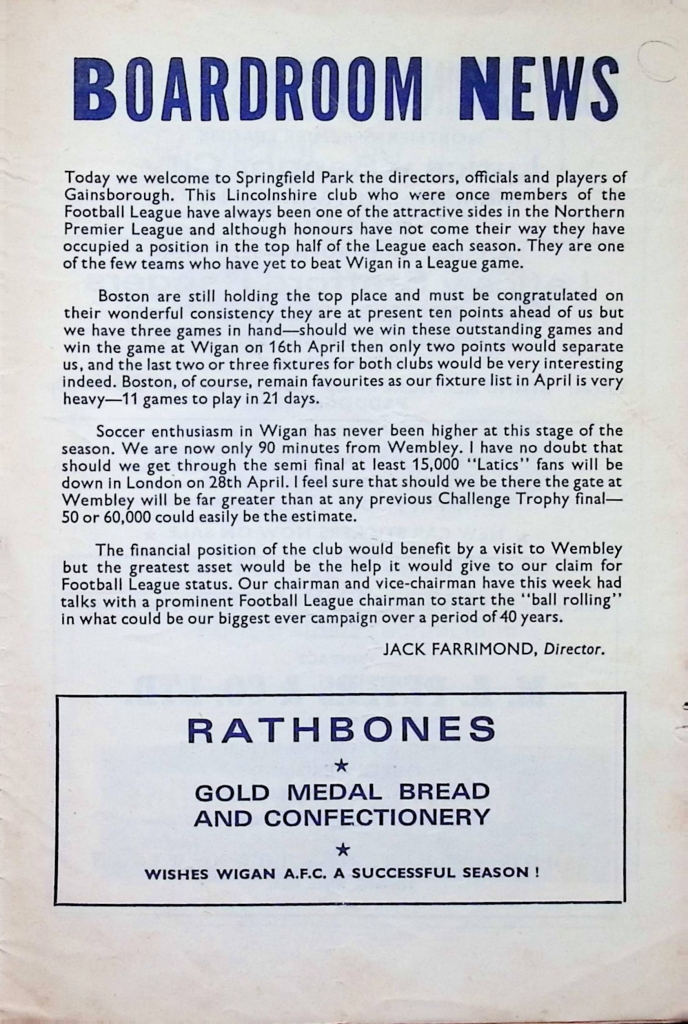 BOARDROOM NEWS
Today we welcome to Springfield Park the directors, officials and players of
Gainsborough. This Lincolnshire club who were once members of the
Football League have always been one of the attractive sides in the Northern
Premier League and although honours have not come their way they have
occupied a position in the top half of the League each season. They are one
of the few teams who have yet to beat Wigan in a League game.
Boston are still holding the top place and must be congratulated on
their wonderful consistency they are at present ten points ahead of us but
we have three games in hand—should we win these outstanding games and
win the game at Wigan on 16th April then only two points would separate
us, and the last two or three fixtures for both clubs would be very interesting
indeed. Boston, of course, remain favourites as our fixture list in April is very
heavy—11 games to play in 21 days.
Soccer enthusiasm in Wigan has never been higher at this stage of the
season. We are now only 90 minutes from Wembley. I have no doubt that
should we get through the semi final at least 15,000 "Latics" fans will be
down in London on 28th April. I feel sure that should we be there the gate at
Wembley will be far greater than at any previous Challenge Trophy final—
50 or 60,000 could easily be the estimate.
The financial position of the club would benefit by a visit to Wembley
but the greatest asset would be the help it would give to our claim for
Football League status. Our chairman and vice-chairman have this week had
talks with a prominent Football League chairman to start the "ball rolling"
in what could be our biggest ever campaign over a period of 40 years.
JACK FARRIMOND, Director.
RATHBONES
★
GOLD MEDAL BREAD
AND CONFECTIONERY
★
WISHES WIGAN A.F.C. A SUCCESSFUL SEASON !